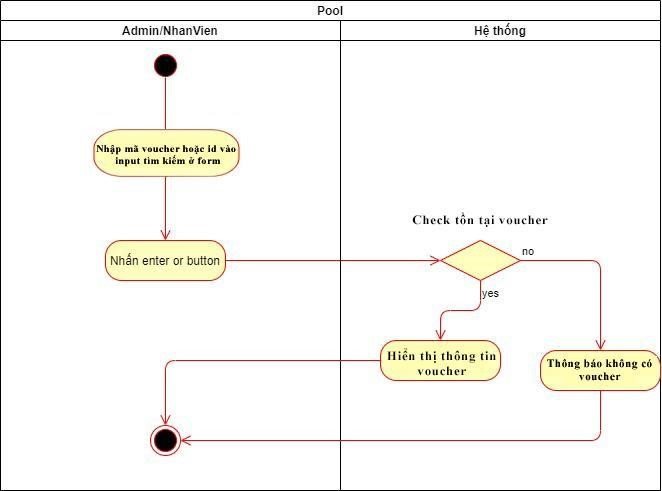 Pool
Admin/NhanVien
Hệ thống
Nhập mã voucher hoặc id vào
input tìm kiếm ở form
Check tồn tại voucher
Nhấn enter or button
no
yes
Hiển thị thông tin
voucher
Thông báo không có
voucher